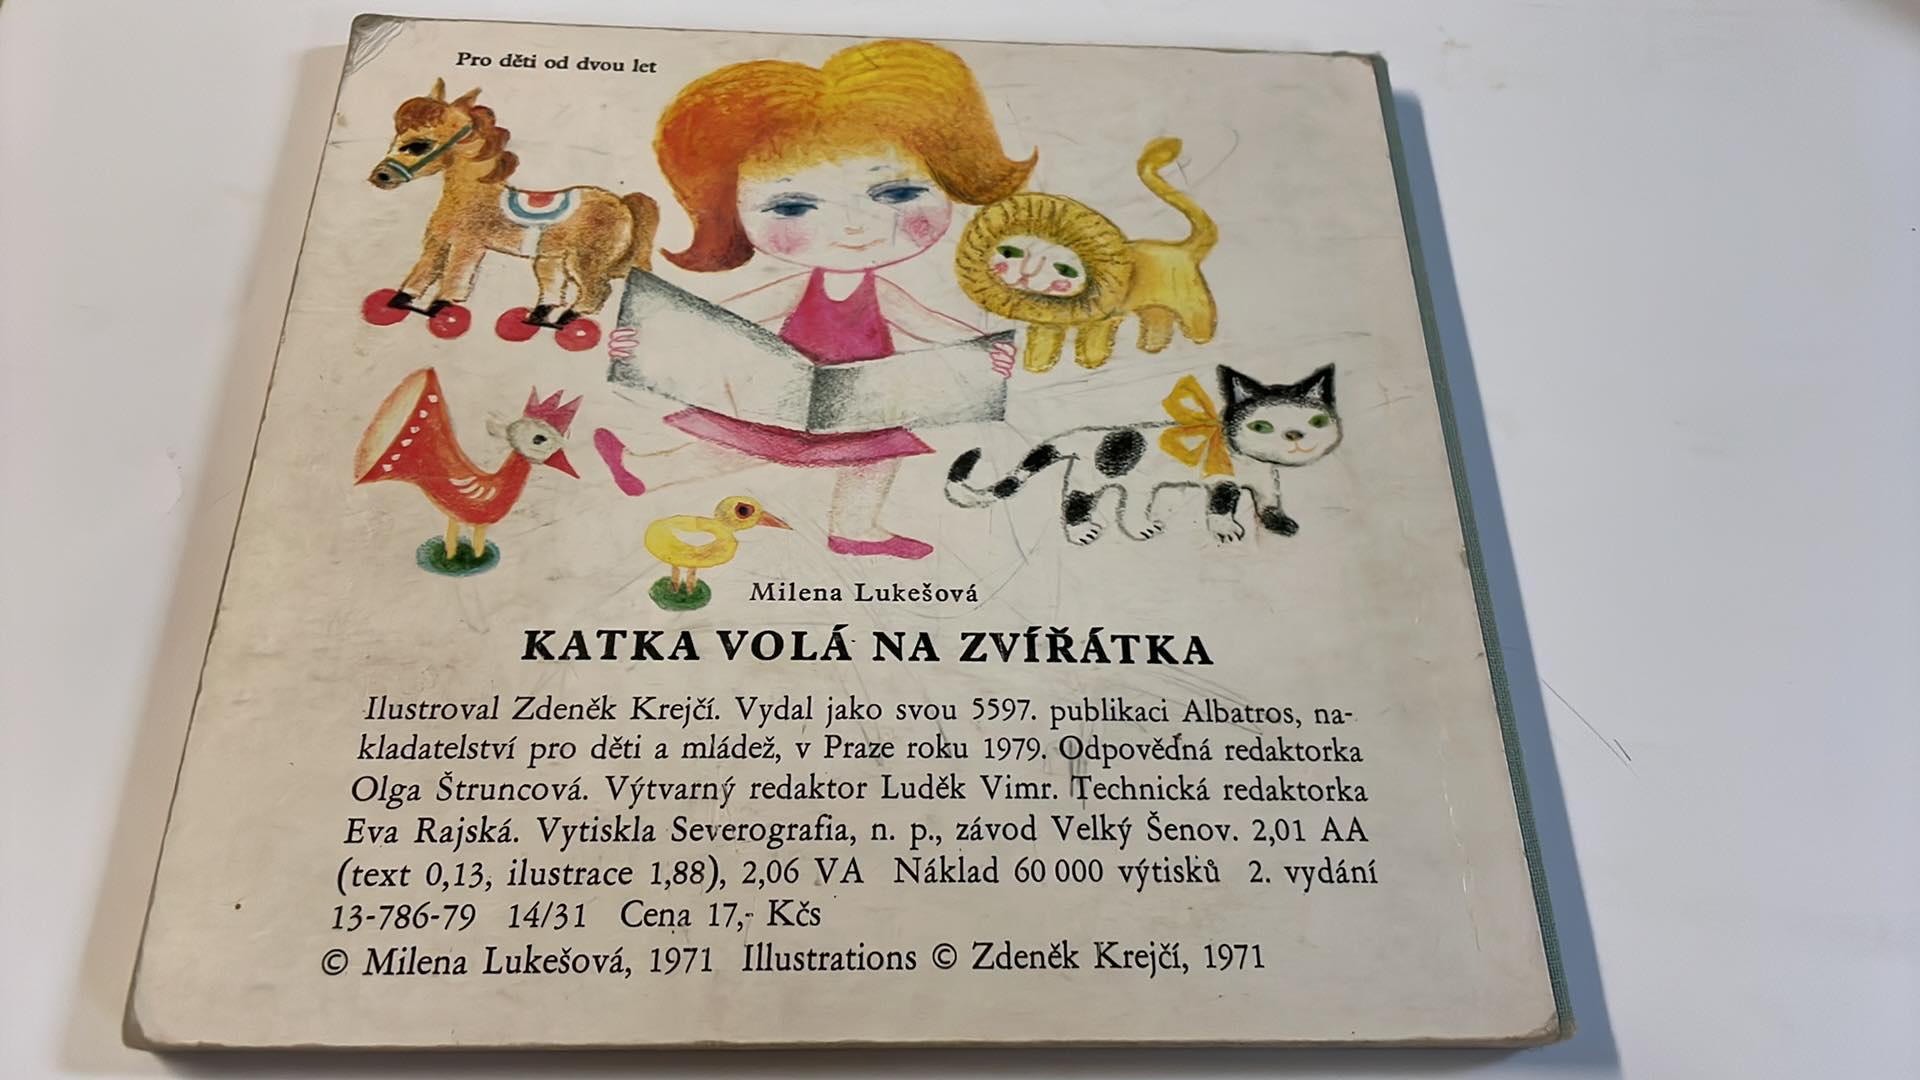 Pro děti od dvou let
Milena Lukešová
KATKA VOLÁ NA ZVÍŘÁTKA
Ilustroval Zdeněk Krejčí. Vydal jako svou 5597. publikaci Albatros, na-
kladatelství pro děti a mládež, v Praze roku 1979. Odpovědná redaktorka
Olga Štruncová. Výtvarný redaktor Luděk Vimr. Technická redaktorka
Eva Rajská. Vytiskla Severografia, n. p., závod Velký Šenov. 2,01 AA
(text 0,13, ilustrace 1,88), 2,06 VA Náklad 60 000 výtisků 2. vydání
13-786-79 14/31 Cena 17,- Kčs
© Milena Lukešová, 1971 Illustrations © Zdeněk Krejčí, 1971